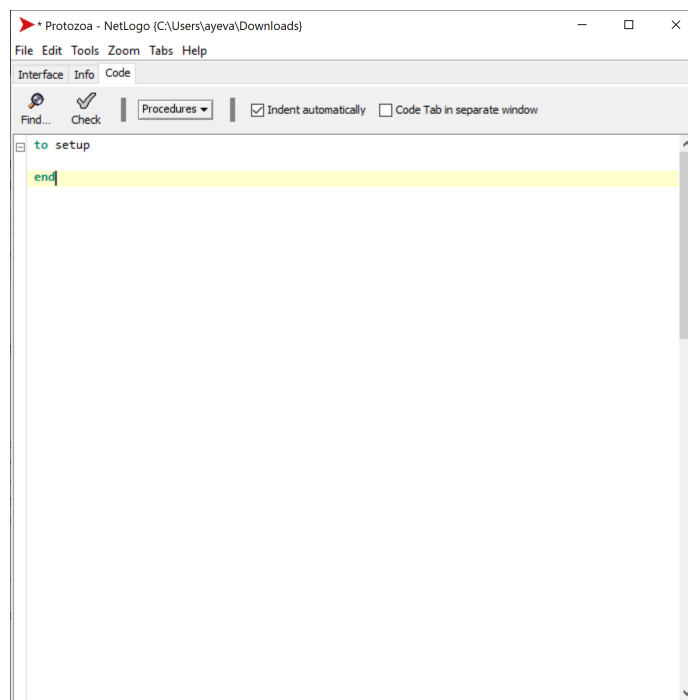 * Protozoa - NetLogo {C:\Users\ayeva\Downloads}
File Edit Tools Zoom Tabs Help
Interface Info Code
Find... Check Procedures Indent automatically Code Tab in separate window
to setup
end